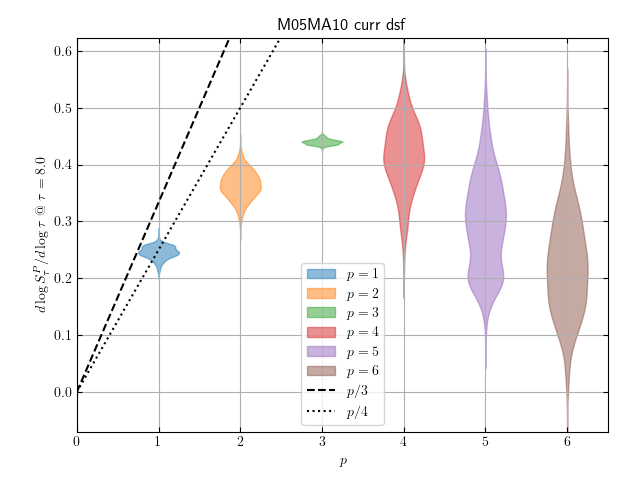 M05MA10 curr dsf
d log S_τ^P / d log τ @ τ = 8.0
0.6
0.5
0.4
0.3
0.2
0.1
0.0
p = 1
p = 2
p = 3
p = 4
p = 5
p = 6
p/3
p/4
0 1 2 3 4 5 6
p